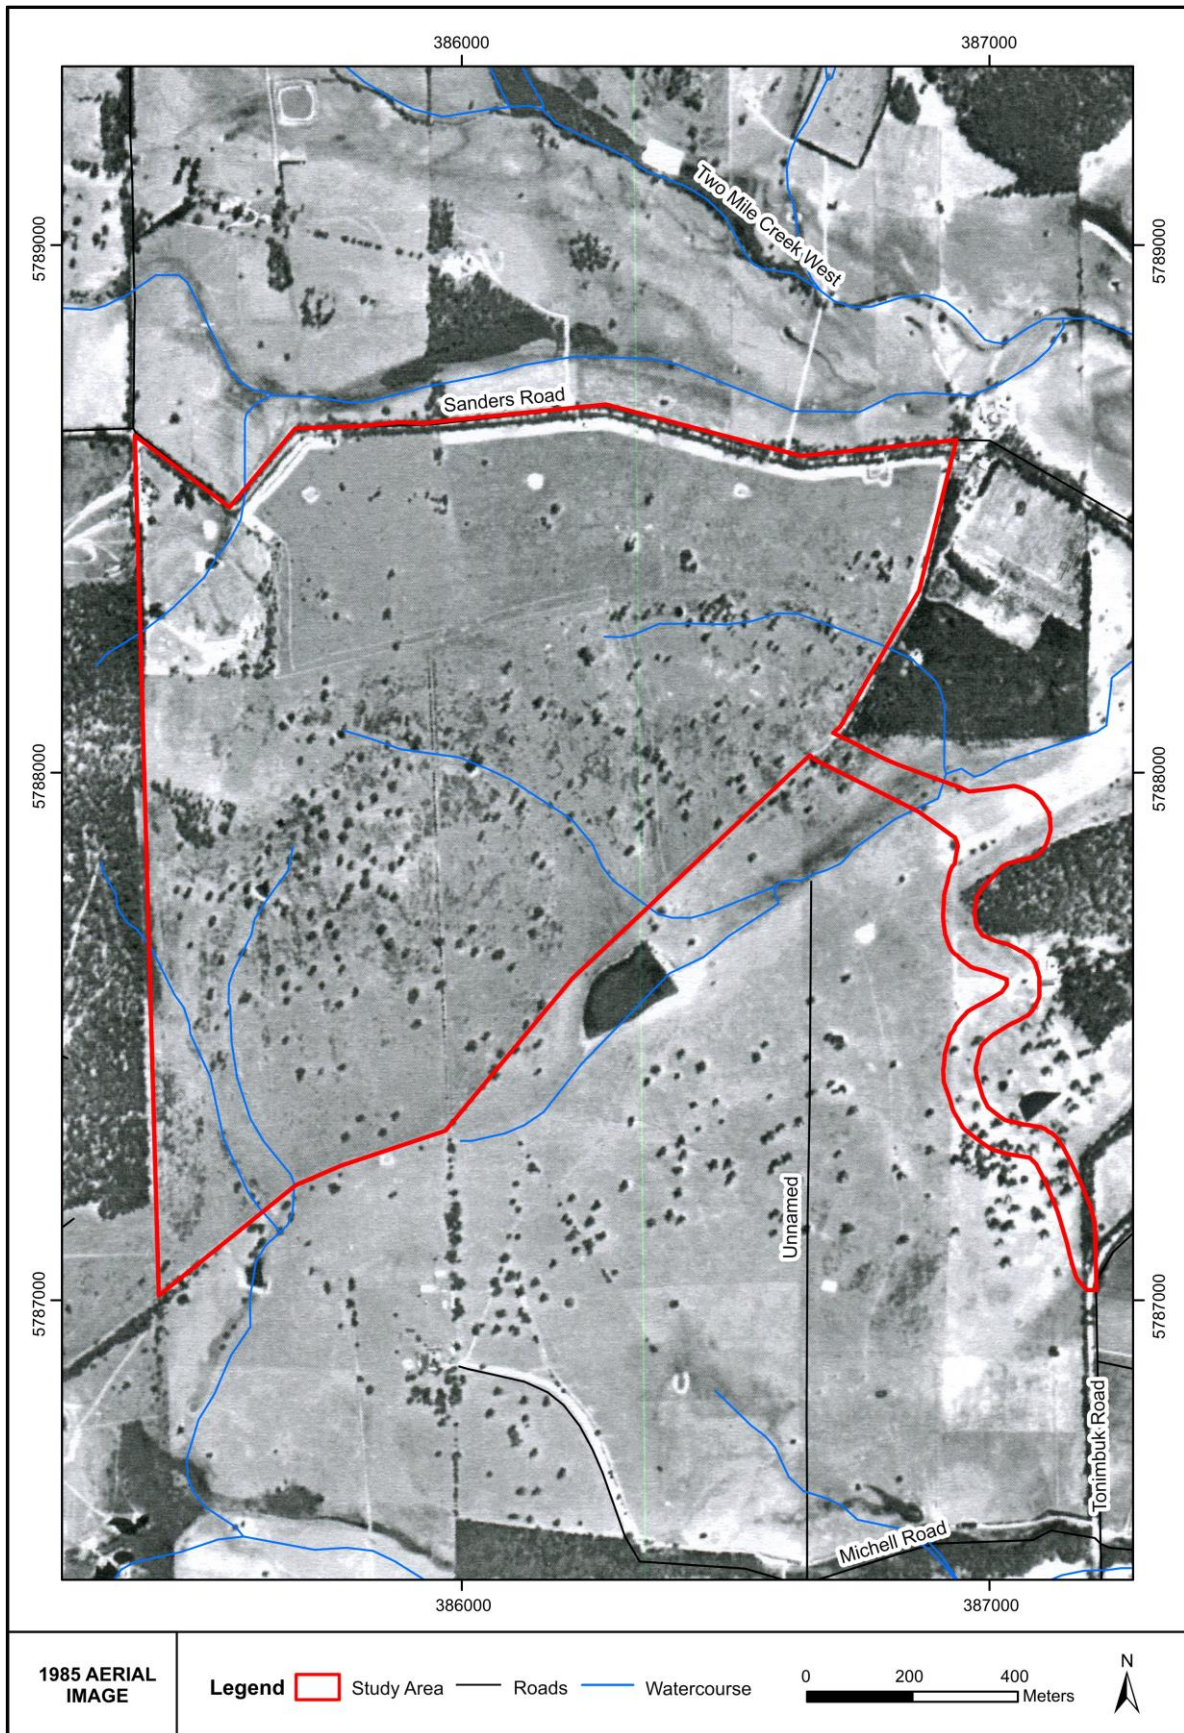 386000
387000
Two Mile Creek West
5789000
5789000
Sanders Road
5788000
5788000
Unnamed
5787000
5787000
Tonimbuk Road
Michell Road
386000
387000
1985 AERIAL
IMAGE
Legend
Study Area
Roads
Watercourse
0
200
400
Meters
N